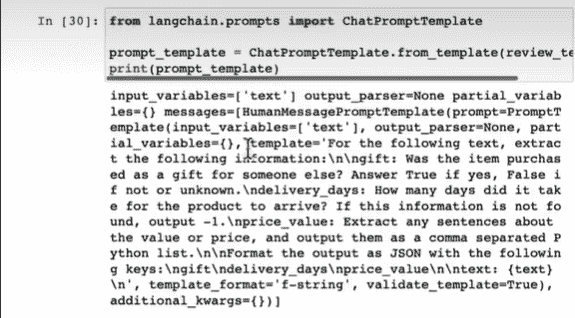 In [30]: from langchain.prompts import ChatPromptTemplate
prompt_template = ChatPromptTemplate.from_template(review_te
print(prompt_template)
input_variables=['text'] output_parser=None partial_variab
les={} messages=[HumanMessagePromptTemplate(prompt=PromptT
emplate(input_variables=['text'], output_parser=None, part
ial_variables={}, template='For the following text, extrac
t the following information:\n\ngift: Was the item purchas
ed as a gift for someone else? Answer True if yes, False i
f not or unknown.\ndelivery_days: How many days did it tak
e for the product to arrive? If this information is not fo
und, output -1.\nprice_value: Extract any sentences about
the value or price, and output them as a comma separated P
ython list.\n\nFormat the output as JSON with the followin
g keys:\ngift\ndelivery_days\nprice_value\n\ntext: {text}
\n', template_format='f-string', validate_template=True),
additional_kwargs={})]